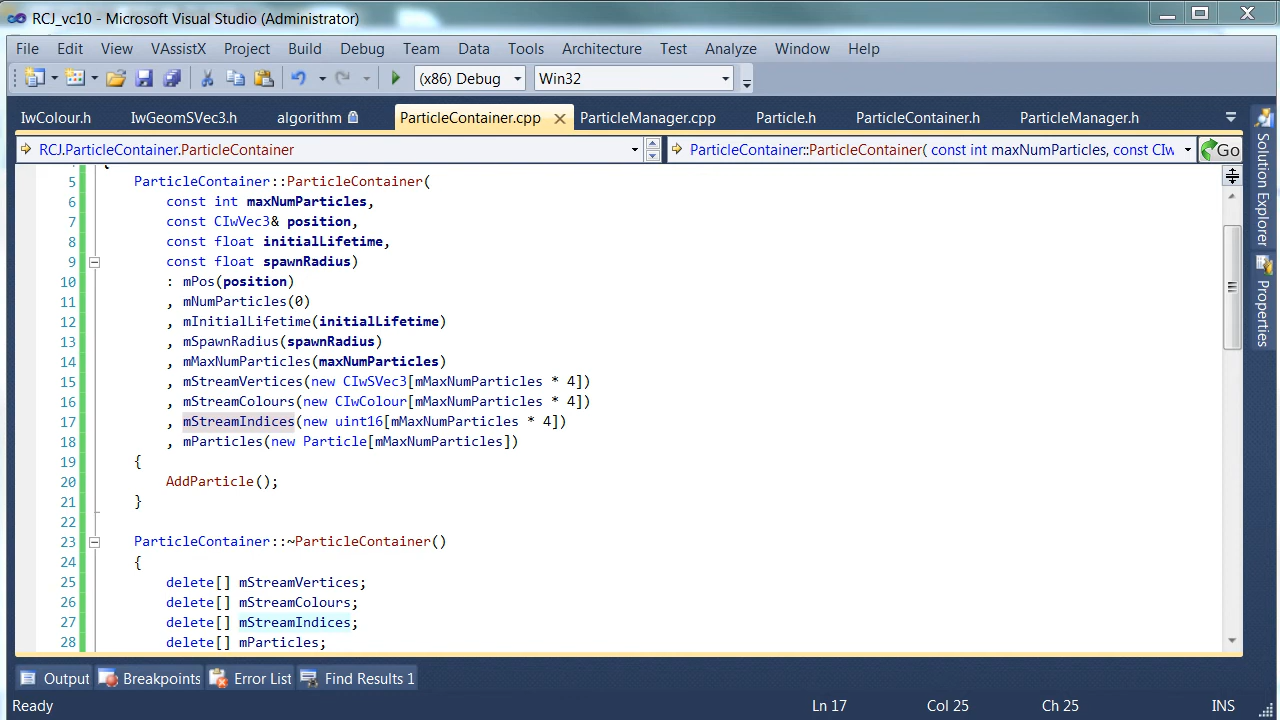 RCJ_vc10 - Microsoft Visual Studio (Administrator)
File Edit View VAssistX Project Build Debug Team Data Tools Architecture Test Analyze Window Help
(x86) Debug Win32
IwColour.h IwGeomSVec3.h algorithm ParticleContainer.cpp ParticleManager.cpp Particle.h ParticleContainer.h ParticleManager.h
RCJ.ParticleContainer.ParticleContainer ParticleContainer::ParticleContainer( const int maxNumParticles, const CIw Go
5 ParticleContainer::ParticleContainer(
6 const int maxNumParticles,
7 const CIwVec3& position,
8 const float initialLifetime,
9 const float spawnRadius)
10 : mPos(position)
11 , mNumParticles(0)
12 , mInitialLifetime(initialLifetime)
13 , mSpawnRadius(spawnRadius)
14 , mMaxNumParticles(maxNumParticles)
15 , mStreamVertices(new CIwSVec3[mMaxNumParticles * 4])
16 , mStreamColours(new CIwColour[mMaxNumParticles * 4])
17 , mStreamIndices(new uint16[mMaxNumParticles * 4])
18 , mParticles(new Particle[mMaxNumParticles])
19 {
20 AddParticle();
21 }
22
23 ParticleContainer::~ParticleContainer()
24 {
25 delete[] mStreamVertices;
26 delete[] mStreamColours;
27 delete[] mStreamIndices;
28 delete[] mParticles;
Solution Explorer
Properties
Output Breakpoints Error List Find Results 1
Ready Ln 17 Col 25 Ch 25 INS